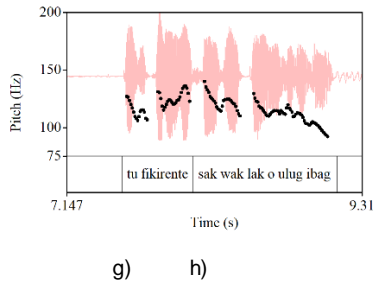 200
150
100
75
Pitch (Hz)
tu fikirente sak wak lak o ulug ibag
7.147 9.31
Time (s)
g) h)